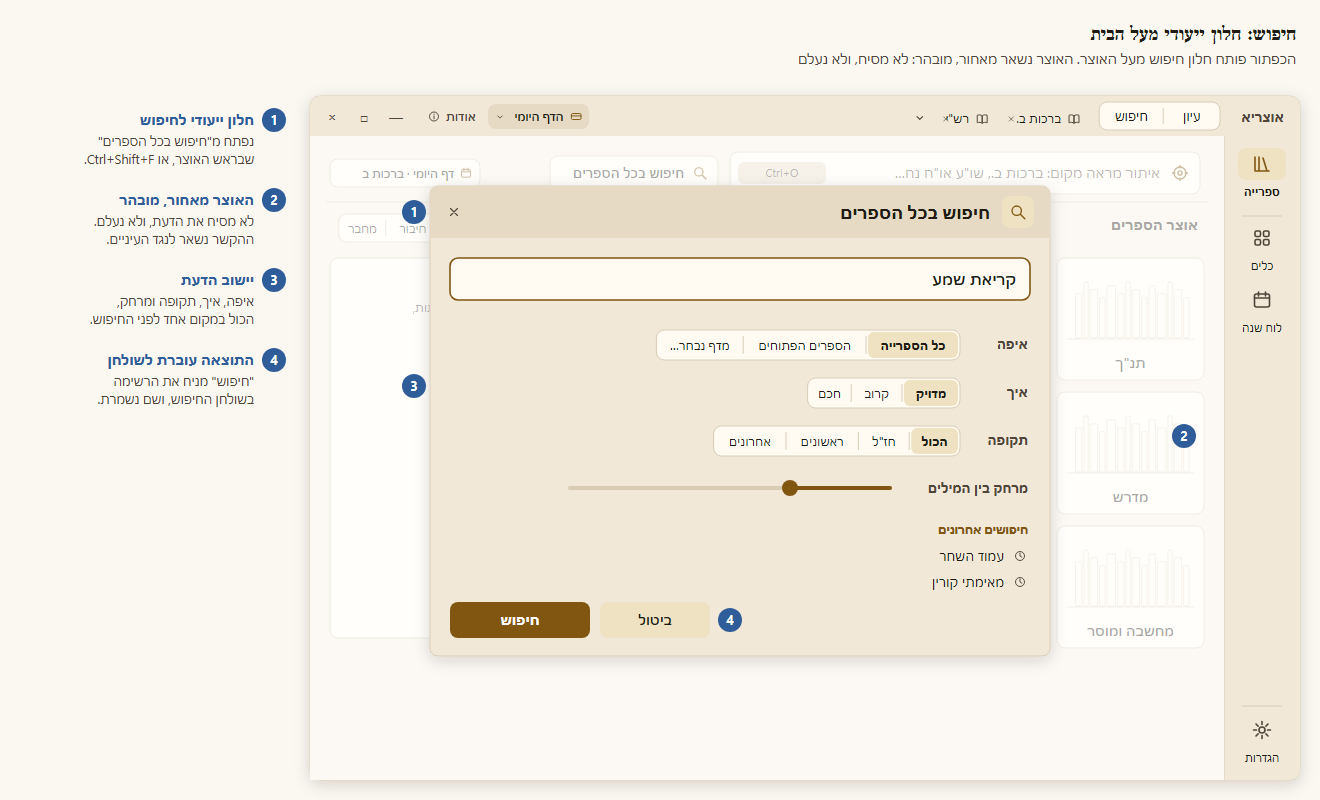 חיפוש: חלון ייעודי מעל הבית
הכפתור פותח חלון חיפוש מעל האוצר. האוצר נשאר מאחור, מובהר: לא מסיח, ולא נעלם
אוצריא
עיון
חיפוש
ברכות ב. ×
רש"י ×
הדף היומי
אודות
ספרייה
כלים
לוח שנה
הגדרות
איתור מראה מקום: ברכות ב., שו"ע או"ח נח...
Ctrl+O
חיפוש בכל הספרים
דף היומי · ברכות ב
אוצר הספרים
חיבור
מחבר
תנ"ך
מדרש
מחשבה ומוסר
חיפוש בכל הספרים
קריאת שמע
איפה
כל הספרייה
הספרים הפתוחים
מדף נבחר...
איך
מדויק
קרוב
חכם
תקופה
הכול
חז"ל
ראשונים
אחרונים
מרחק בין המילים
חיפושים אחרונים
עמוד השחר
מאימתי קורין
ביטול
חיפוש
1
2
3
4
1 חלון ייעודי לחיפוש
נפתח מ"חיפוש בכל הספרים"
שבראש האוצר, או Ctrl+Shift+F.
2 האוצר מאחור, מובהר
לא מסיח את הדעת, ולא נעלם.
ההקשר נשאר לנגד העיניים.
3 יישוב הדעת
איפה, איך, תקופה ומרחק,
הכול במקום אחד לפני החיפוש.
4 התוצאה עוברת לשולחן
"חיפוש" מניח את הרשימה
בשולחן החיפוש, ושם נשמרת.